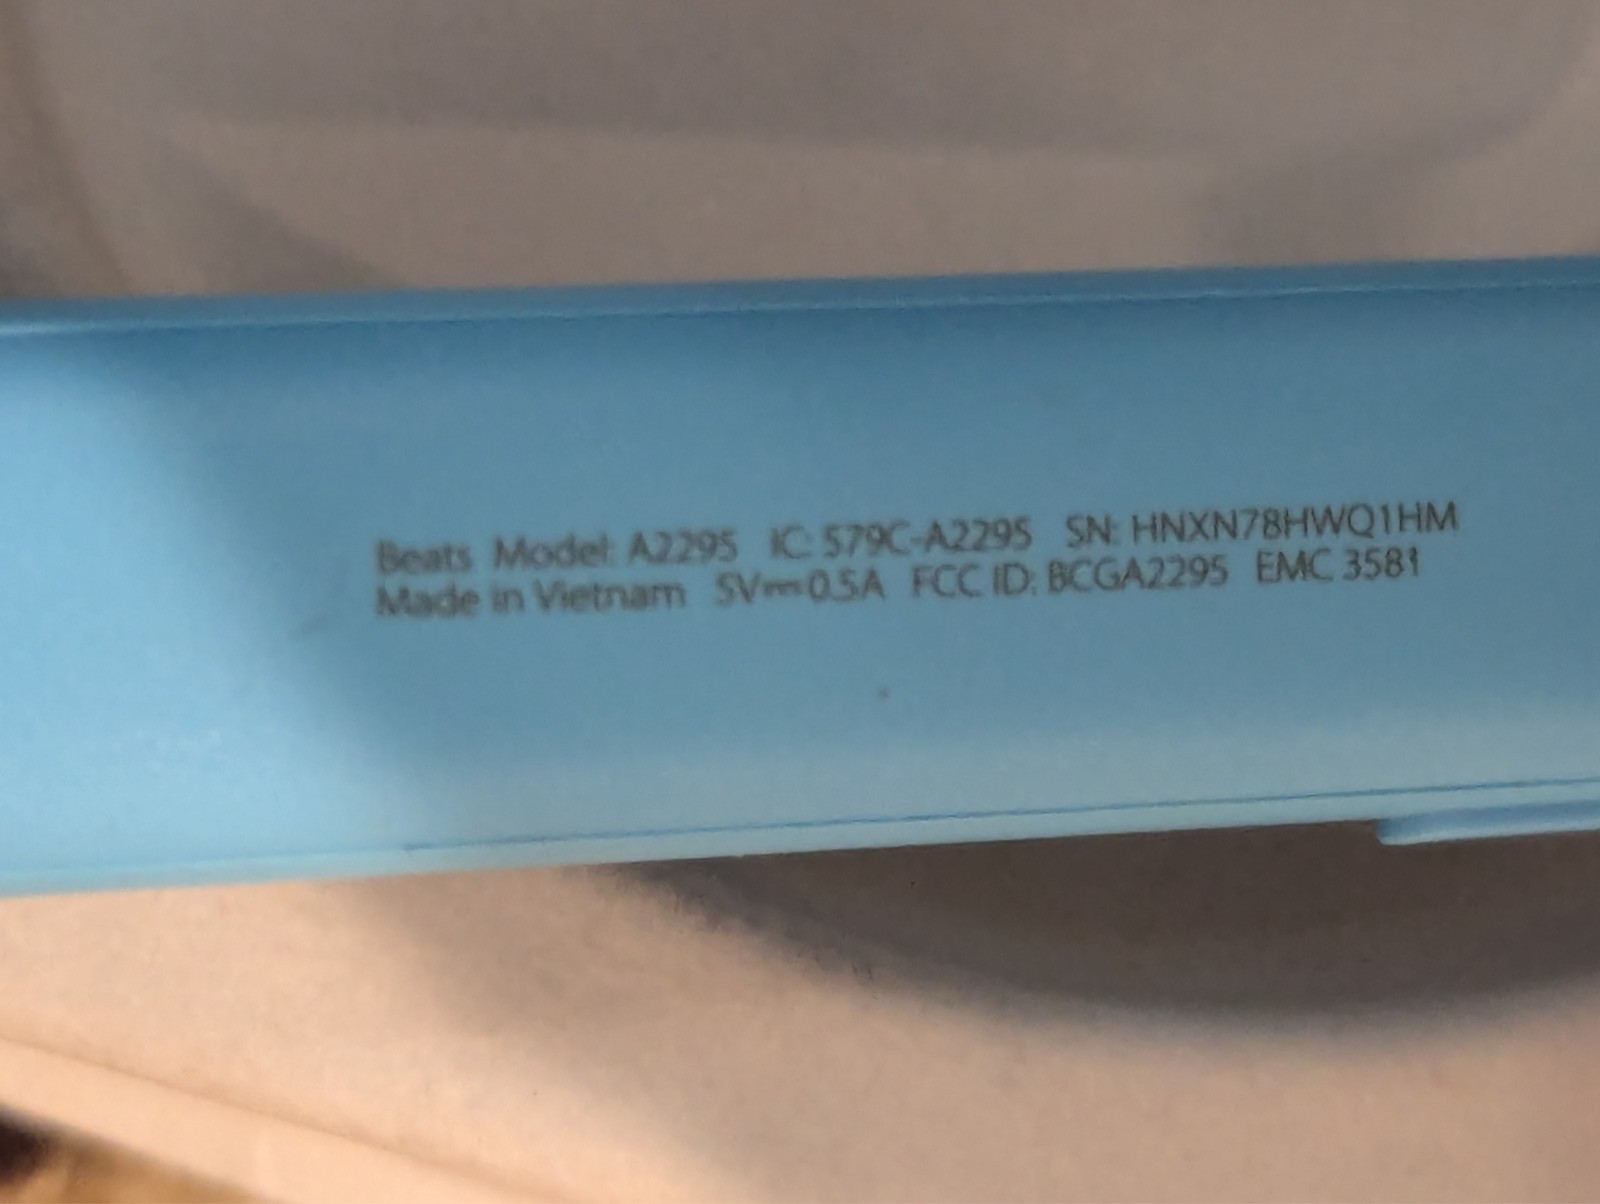 Beats Model: A2295 IC: 579C-A2295 SN: HNXN78HWQ1HM
Made in Vietnam 5V⎓0.5A FCC ID: BCGA2295 EMC 3581